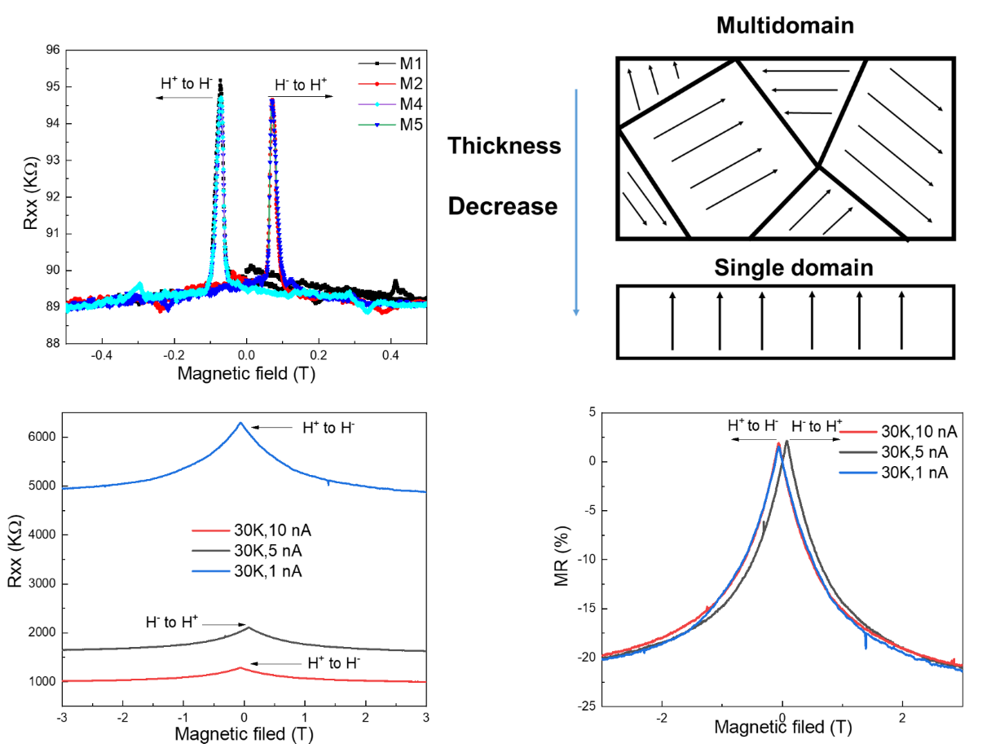 96
95
94
93
92
91
90
89
88
Rxx (KΩ)
H⁺ to H⁻
H⁻ to H⁺
M1
M2
M4
M5
-0.4
-0.2
0.0
0.2
0.4
Magnetic field (T)
Thickness
Decrease
Multidomain
Single domain
6000
5000
4000
3000
2000
1000
Rxx (KΩ)
H⁺ to H⁻
30K,10 nA
30K,5 nA
30K,1 nA
H⁻ to H⁺
H⁺ to H⁻
-3
-2
-1
0
1
2
3
Magnetic filed (T)
5
0
-5
-10
-15
-20
-25
MR (%)
H⁺ to H⁻
H⁻ to H⁺
30K,10 nA
30K,5 nA
30K,1 nA
-2
0
2
Magnetic filed (T)